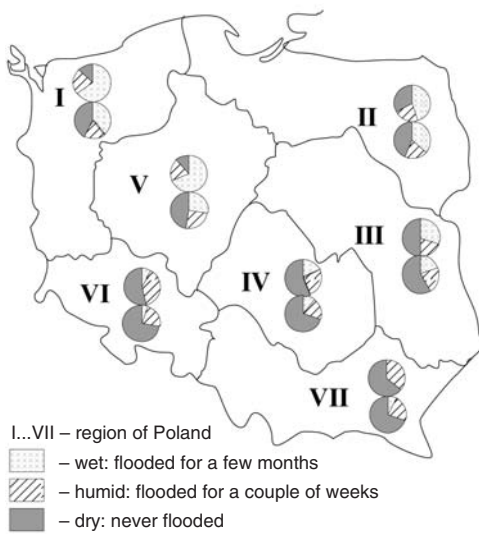 I
II
V
III
VI
IV
VII
I...VII – region of Poland
– wet: flooded for a few months
– humid: flooded for a couple of weeks
– dry: never flooded